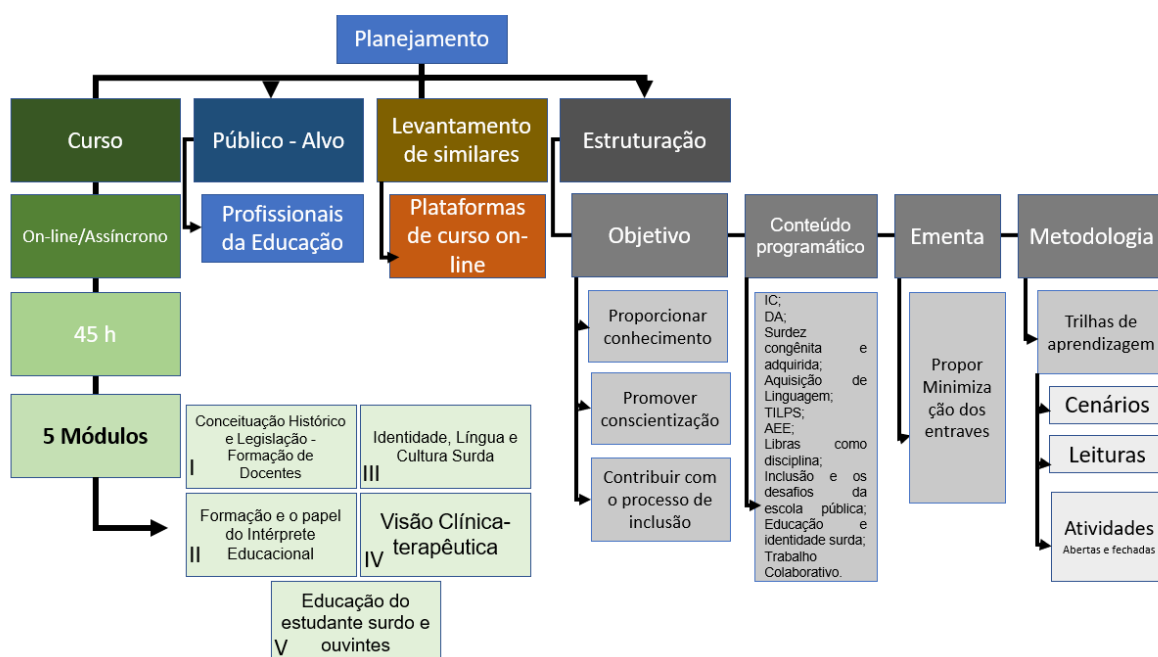 Planejamento
Curso
Público - Alvo
Levantamento
de similares
Estruturação
On-line/Assíncrono
Profissionais
da Educação
Plataformas
de curso on-
line
Objetivo
Conteúdo
programático
Ementa
Metodologia
45 h
Proporcionar
conhecimento
Promover
conscientização
Contribuir com
o processo de
inclusão
IC;
DA;
Surdez
congênita e
adquirida;
Aquisição de
Linguagem;
TILPS;
AEE;
Libras como
disciplina;
Inclusão e os
desafios da
escola pública;
Educação e
identidade surda;
Trabalho
Colaborativo.
Propor
Minimiza
ção dos
entraves
Trilhas de
aprendizagem
Cenários
Leituras
Atividades
Abertas e fechadas
5 Módulos
Conceituação Histórico
e Legislação -
Formação de
Docentes
I
Formação e o papel
do Intérprete
Educacional
II
Identidade, Língua e
Cultura Surda
III
Visão Clínica-
terapêutica
IV
Educação do
estudante surdo e
ouvintes
V